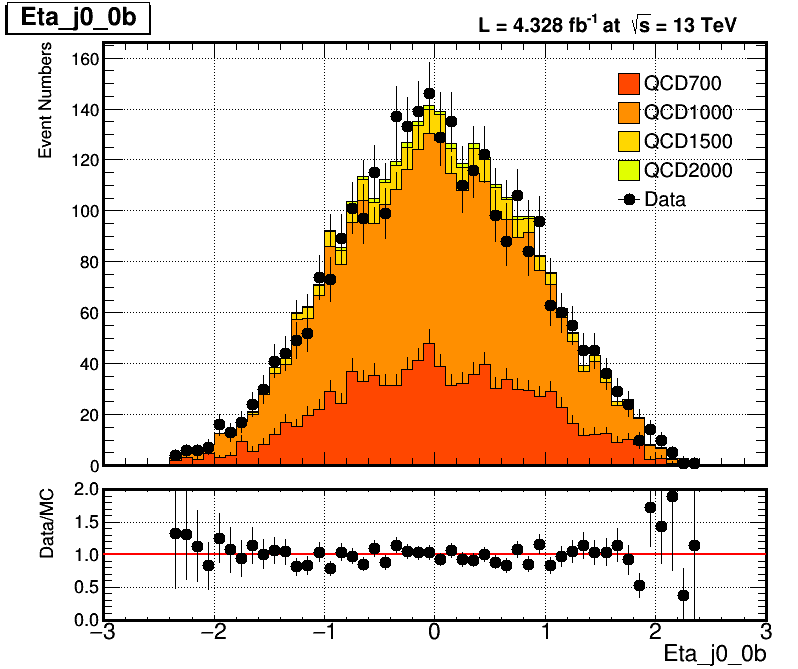 Eta_j0_0b
L = 4.328 fb⁻¹ at √s = 13 TeV
Event Numbers
160
140
120
100
80
60
40
20
0
QCD700
QCD1000
QCD1500
QCD2000
Data
Data/MC
2.0
1.5
1.0
0.5
0.0
−3 −2 −1 0 1 2 3
Eta_j0_0b